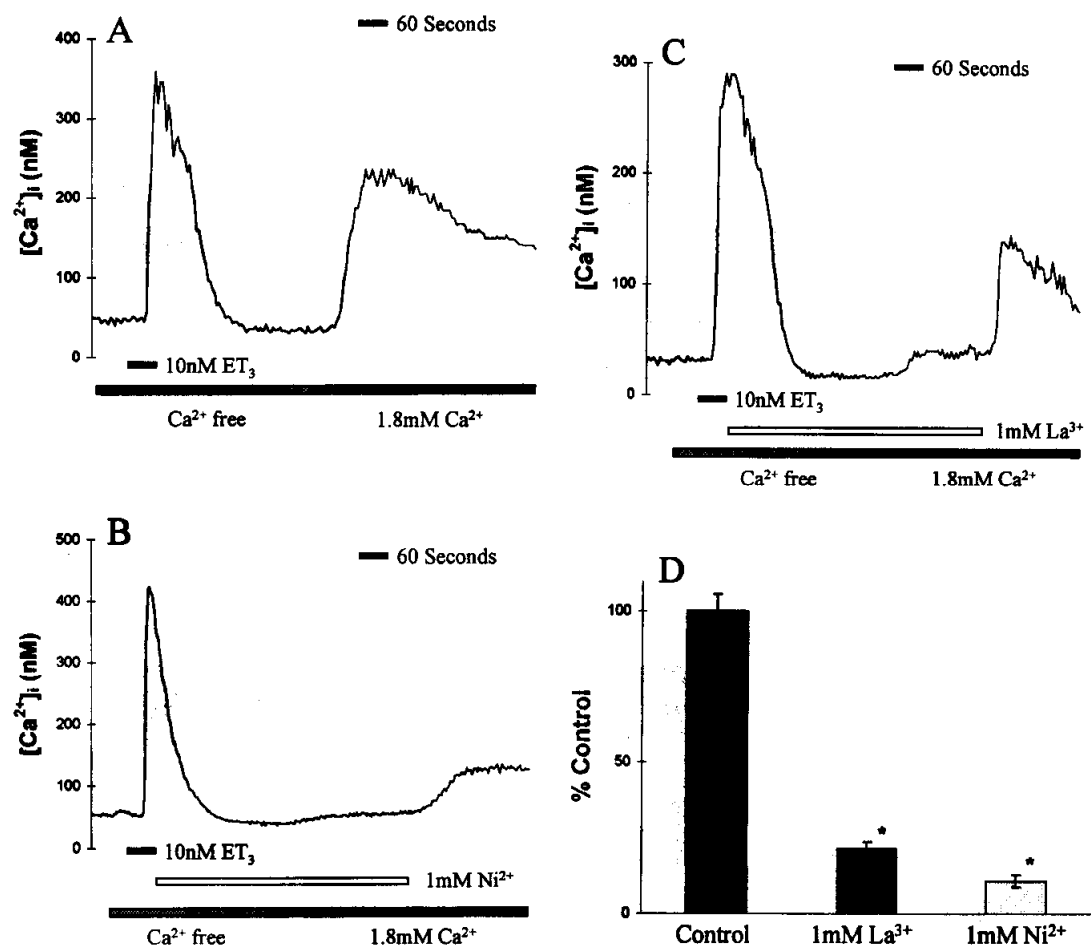 A
60 Seconds
400
300
200
100
0
[Ca²⁺]i (nM)
10nM ET₃
Ca²⁺ free
1.8mM Ca²⁺
B
60 Seconds
500
400
300
200
100
0
[Ca²⁺]i (nM)
10nM ET₃
1mM Ni²⁺
Ca²⁺ free
1.8mM Ca²⁺
C
60 Seconds
300
200
100
0
[Ca²⁺]i (nM)
10nM ET₃
1mM La³⁺
Ca²⁺ free
1.8mM Ca²⁺
D
100
50
0
% Control
*
*
Control
1mM La³⁺
1mM Ni²⁺